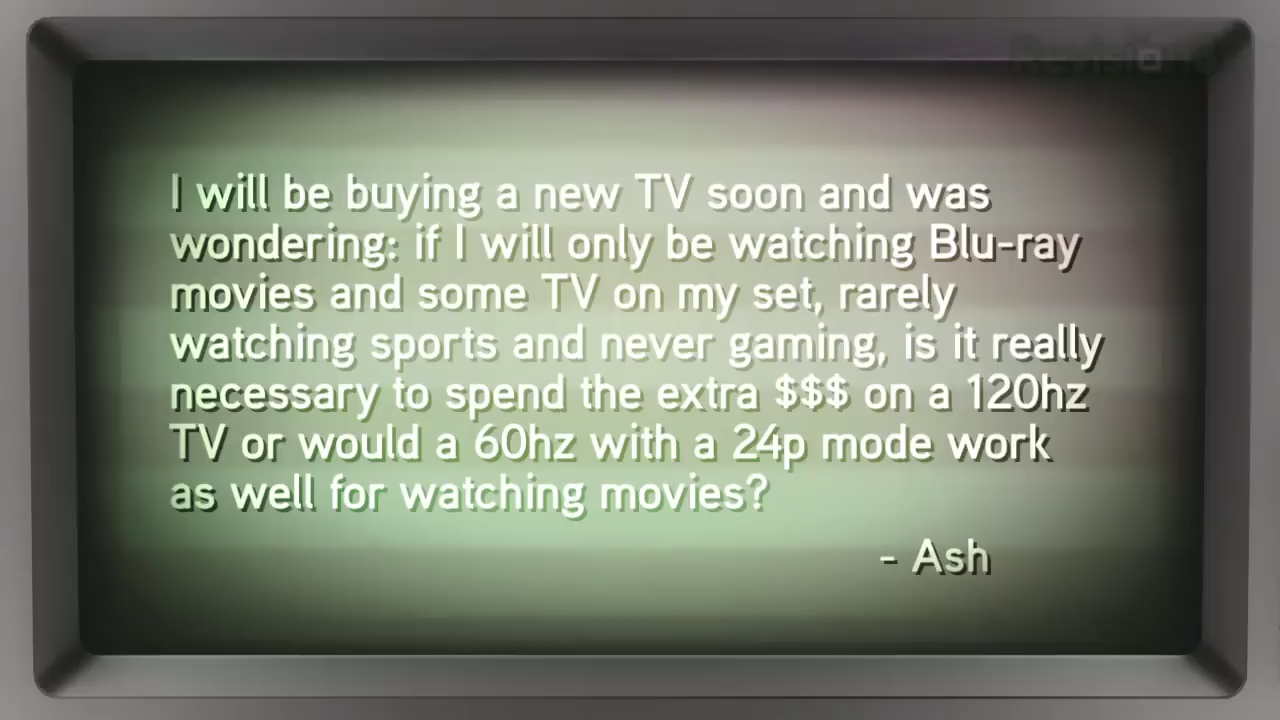 Revision3
I will be buying a new TV soon and was
wondering: if I will only be watching Blu-ray
movies and some TV on my set, rarely
watching sports and never gaming, is it really
necessary to spend the extra $$$ on a 120hz
TV or would a 60hz with a 24p mode work
as well for watching movies?
- Ash